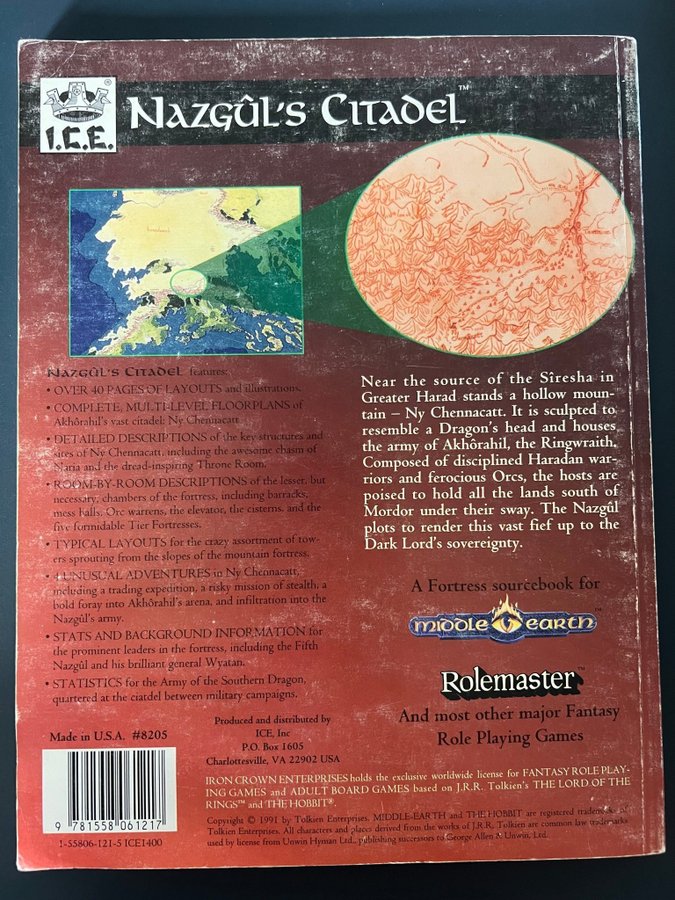 I.C.E.
NAZGÛL'S CITADEL™
NAZGÛL'S CITADEL features:
• OVER 40 PAGES OF LAYOUTS and illustrations.
• COMPLETE, MULTI-LEVEL FLOORPLANS of
Akhôrahil's vast citadel: Ny Chennacatt
• DETAILED DESCRIPTIONS of the key structures and
sites of Ny Chennacatt, including the awesome chasm of
Naria and the dread-inspiring Throne Room.
• ROOM-BY-ROOM DESCRIPTIONS of the lesser, but
necessary, chambers of the fortress, including barracks,
mess halls, Orc warrens, the elevator, the cisterns, and the
five formidable Tier Fortresses.
• TYPICAL LAYOUTS for the crazy assortment of tow-
ers sprouting from the slopes of the mountain fortress.
• 4 UNUSUAL ADVENTURES in Ny Chennacatt,
including a trading expedition, a risky mission of stealth, a
bold foray into Akhôrahil's arena, and infiltration into the
Nazgûl's army.
• STATS AND BACKGROUND INFORMATION for
the prominent leaders in the fortress, including the Fifth
Nazgûl and his brilliant general Wyatan.
• STATISTICS for the Army of the Southern Dragon,
quartered at the ciatdel between military campaigns.
Near the source of the Sîresha in
Greater Harad stands a hollow moun-
tain – Ny Chennacatt. It is sculpted to
resemble a Dragon's head and houses
the army of Akhôrahil, the Ringwraith.
Composed of disciplined Haradan war-
riors and ferocious Orcs, the hosts are
poised to hold all the lands south of
Mordor under their sway. The Nazgûl
plots to render this vast fief up to the
Dark Lord's sovereignty.
A Fortress sourcebook for
MIDDLE EARTH™
Rolemaster™
And most other major Fantasy
Role Playing Games
Made in U.S.A. #8205
Produced and distributed by
ICE, Inc
P.O. Box 1605
Charlottesville, VA 22902 USA
9 781558 061217
1-55806-121-5 ICE1400
IRON CROWN ENTERPRISES holds the exclusive worldwide license for FANTASY ROLE PLAY-
ING GAMES and ADULT BOARD GAMES based on J.R.R. Tolkien's THE LORD OF THE
RINGS™ and THE HOBBIT®.
Copyright © 1991 by Tolkien Enterprises. MIDDLE-EARTH and THE HOBBIT are registered trademarks of
Tolkien Enterprises. All characters and places derived from the works of J.R.R. Tolkien are common law trademarks
used by license from Unwin Hyman Ltd., publishing successors to George Allen & Unwin, Ltd.